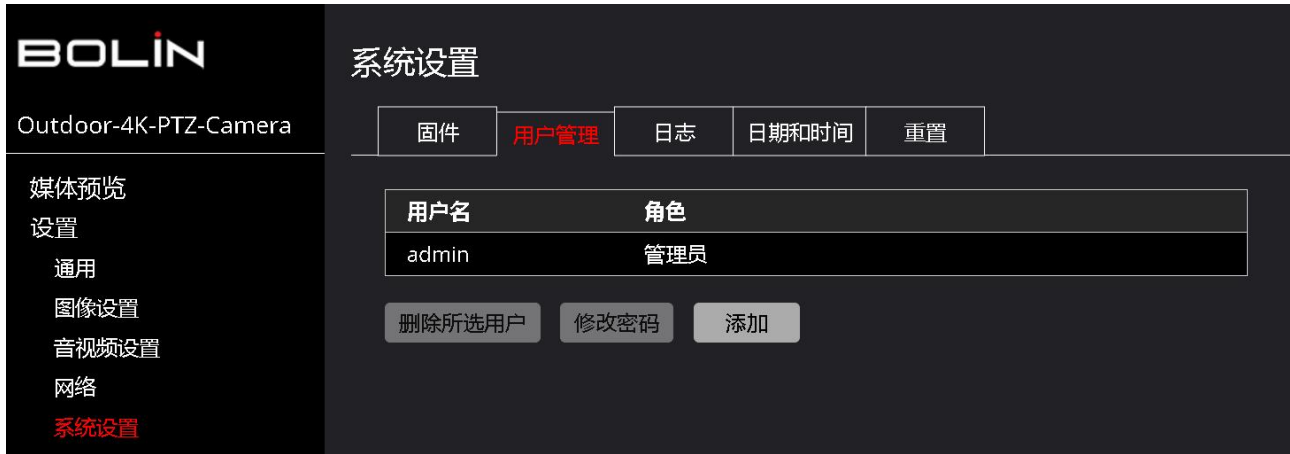 BOLIN
Outdoor-4K-PTZ-Camera
媒体预览
设置
通用
图像设置
音视频设置
网络
系统设置
系统设置
固件 用户管理 日志 日期和时间 重置
用户名 角色
admin 管理员
删除所选用户 修改密码 添加